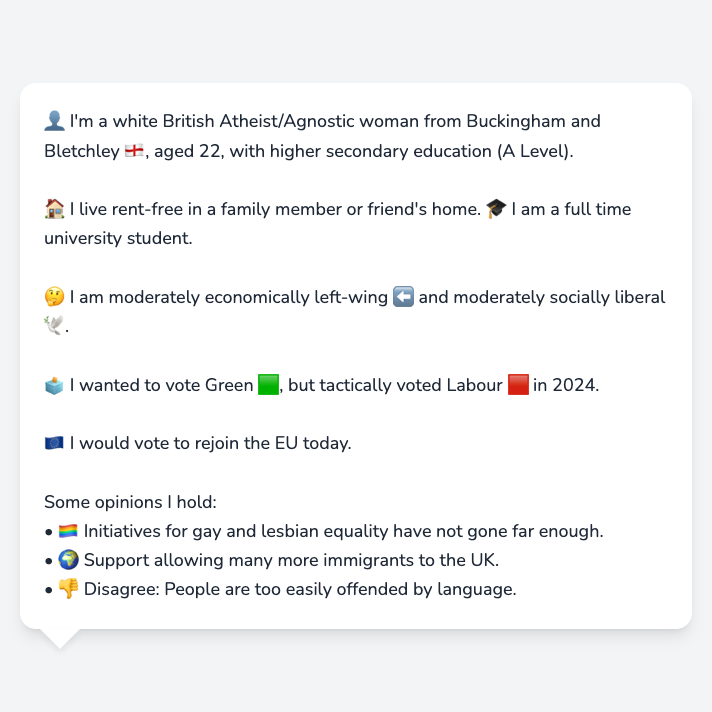 👤 I'm a white British Atheist/Agnostic woman from Buckingham and
Bletchley 🏴󠁧󠁢󠁥󠁮󠁧󠁿, aged 22, with higher secondary education (A Level).
🏠 I live rent-free in a family member or friend's home. 🎓 I am a full time
university student.
🤔 I am moderately economically left-wing ⬅️ and moderately socially liberal
🕊️.
🗳️ I wanted to vote Green 🟩, but tactically voted Labour 🟥 in 2024.
🇪🇺 I would vote to rejoin the EU today.
Some opinions I hold:
• 🏳️‍🌈 Initiatives for gay and lesbian equality have not gone far enough.
• 🌍 Support allowing many more immigrants to the UK.
• 👎 Disagree: People are too easily offended by language.